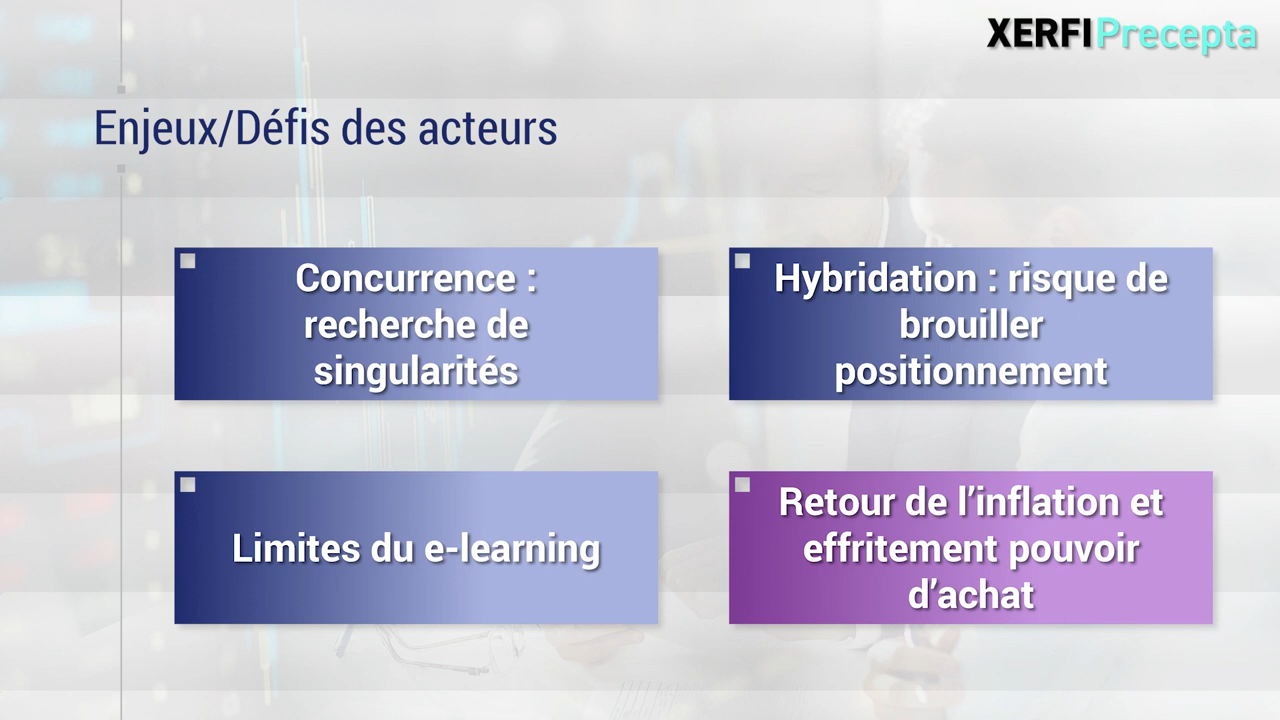 XERFI Precepta
Enjeux/Défis des acteurs
Concurrence :
recherche de
singularités
Hybridation : risque de
brouiller
positionnement
Limites du e-learning
Retour de l’inflation et
effritement pouvoir
d’achat